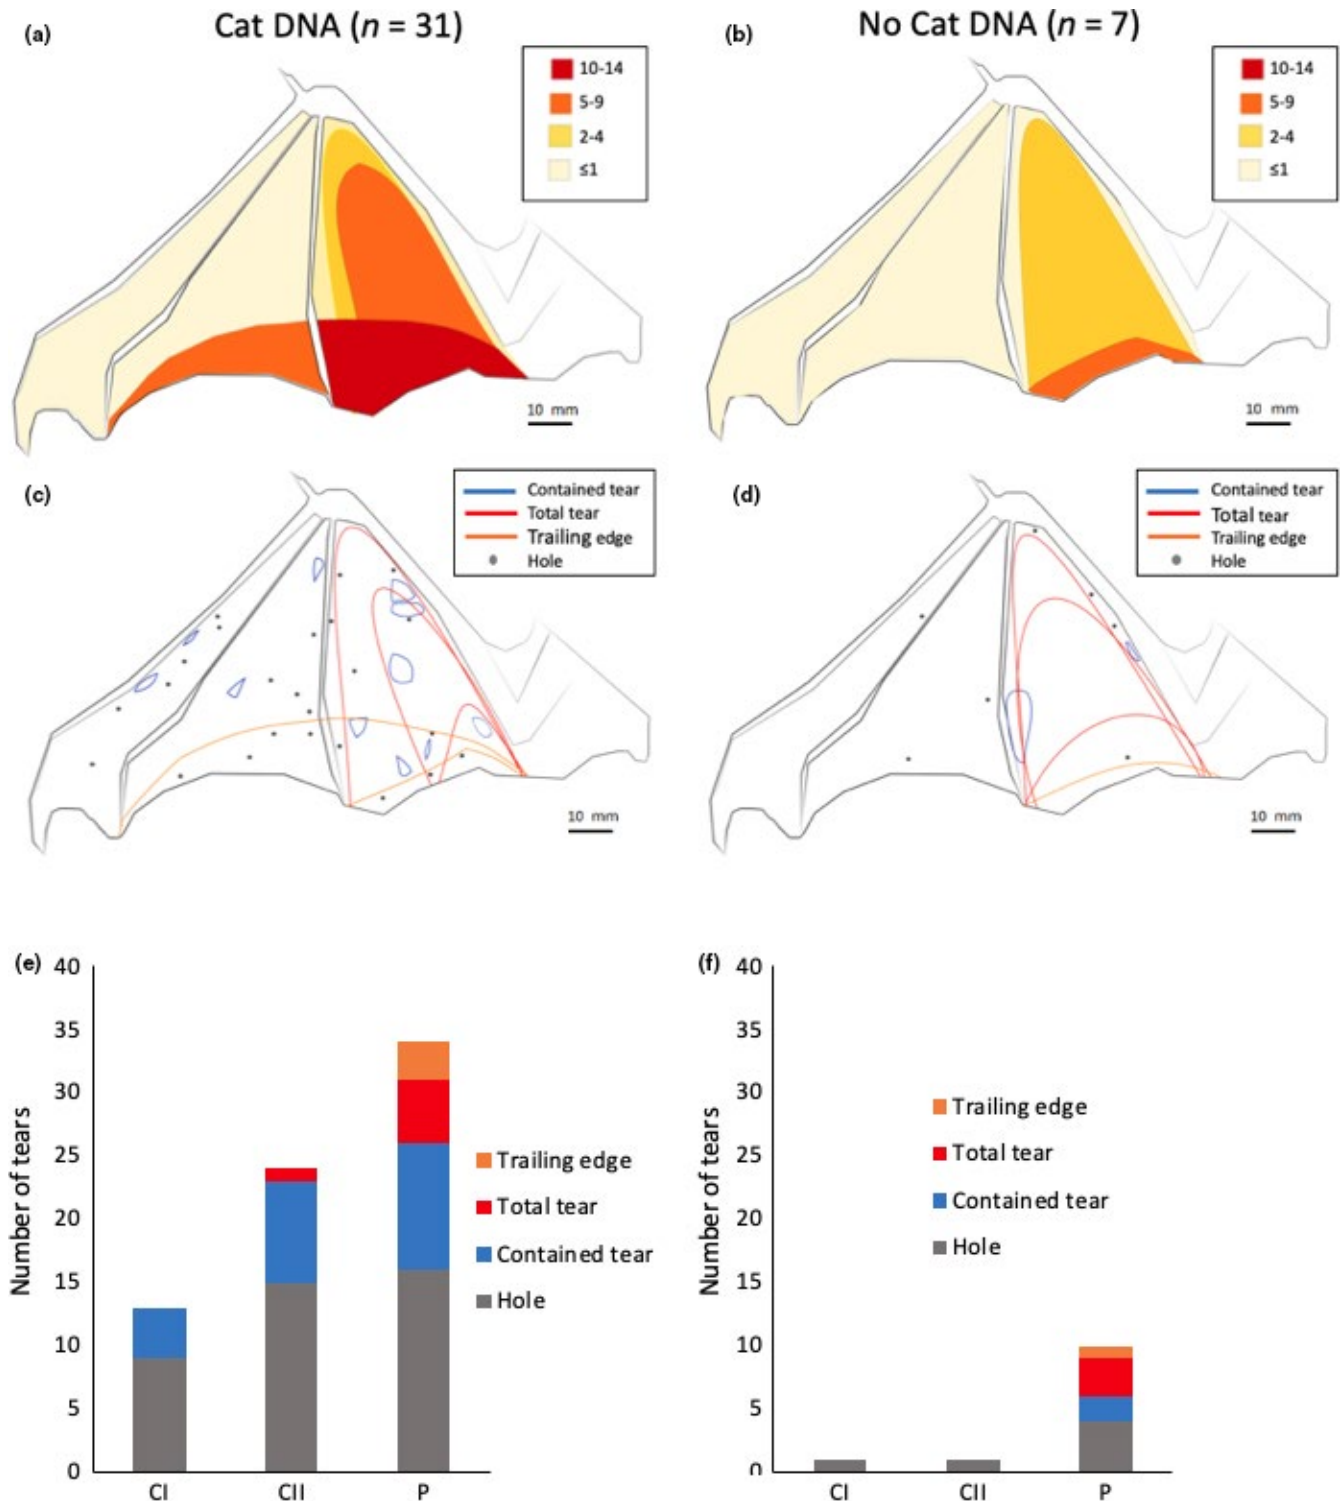 (a)
Cat DNA (n = 31)
10-14
5-9
2-4
≤1
10 mm
(b)
No Cat DNA (n = 7)
10-14
5-9
2-4
≤1
10 mm
(c)
Contained tear
Total tear
Trailing edge
Hole
10 mm
(d)
Contained tear
Total tear
Trailing edge
Hole
10 mm
(e)
Number of tears
40
35
30
25
20
15
10
5
0
CI
CII
P
Trailing edge
Total tear
Contained tear
Hole
(f)
Number of tears
40
35
30
25
20
15
10
5
0
CI
CII
P
Trailing edge
Total tear
Contained tear
Hole